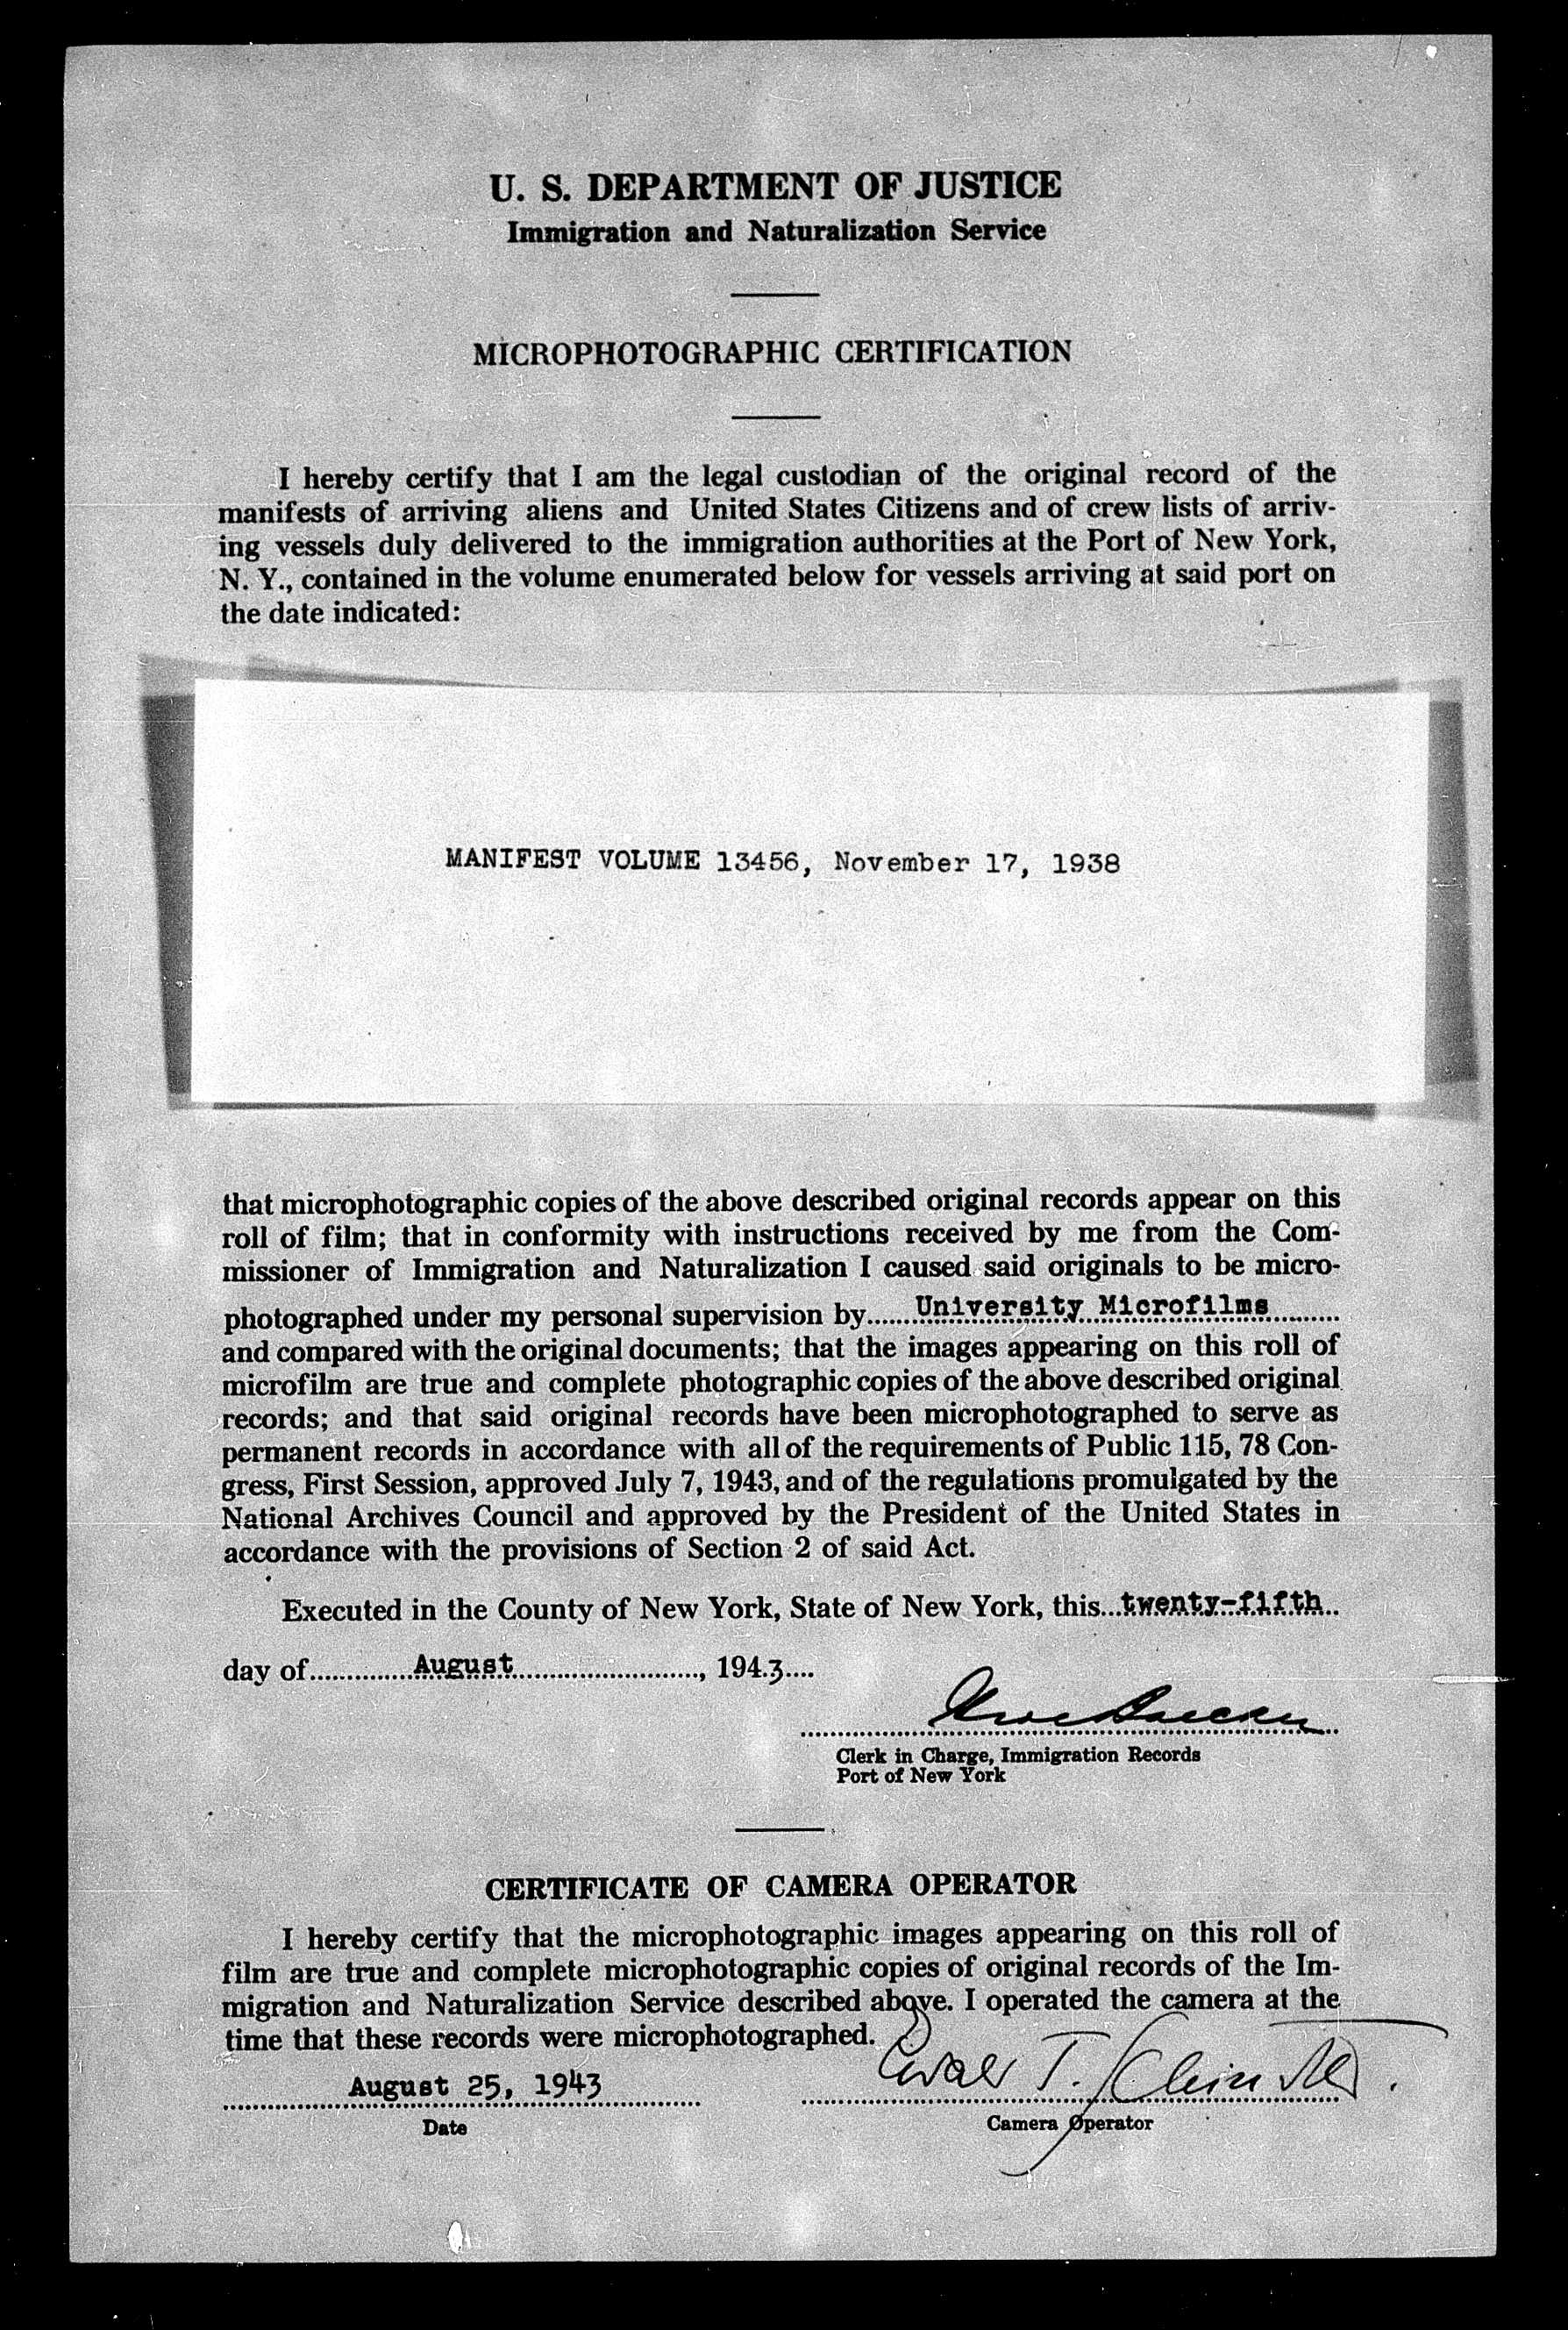 U. S. DEPARTMENT OF JUSTICE
Immigration and Naturalization Service
MICROPHOTOGRAPHIC CERTIFICATION
I hereby certify that I am the legal custodian of the original record of the
manifests of arriving aliens and United States Citizens and of crew lists of arriv-
ing vessels duly delivered to the immigration authorities at the Port of New York,
N. Y., contained in the volume enumerated below for vessels arriving at said port on
the date indicated:
MANIFEST VOLUME 13456, November 17, 1938
that microphotographic copies of the above described original records appear on this
roll of film; that in conformity with instructions received by me from the Com-
missioner of Immigration and Naturalization I caused said originals to be micro-
photographed under my personal supervision by......University Microfilms......
and compared with the original documents; that the images appearing on this roll of
microfilm are true and complete photographic copies of the above described original
records; and that said original records have been microphotographed to serve as
permanent records in accordance with all of the requirements of Public 115, 78 Con-
gress, First Session, approved July 7, 1943, and of the regulations promulgated by the
National Archives Council and approved by the President of the United States in
accordance with the provisions of Section 2 of said Act.
Executed in the County of New York, State of New York, this...twenty-fifth..
day of..............August.........................., 194.3....
Clerk in Charge, Immigration Records
Port of New York
CERTIFICATE OF CAMERA OPERATOR
I hereby certify that the microphotographic images appearing on this roll of
film are true and complete microphotographic copies of original records of the Im-
migration and Naturalization Service described above. I operated the camera at the
time that these records were microphotographed.
August 25, 1943
T.
Date
Camera Operator